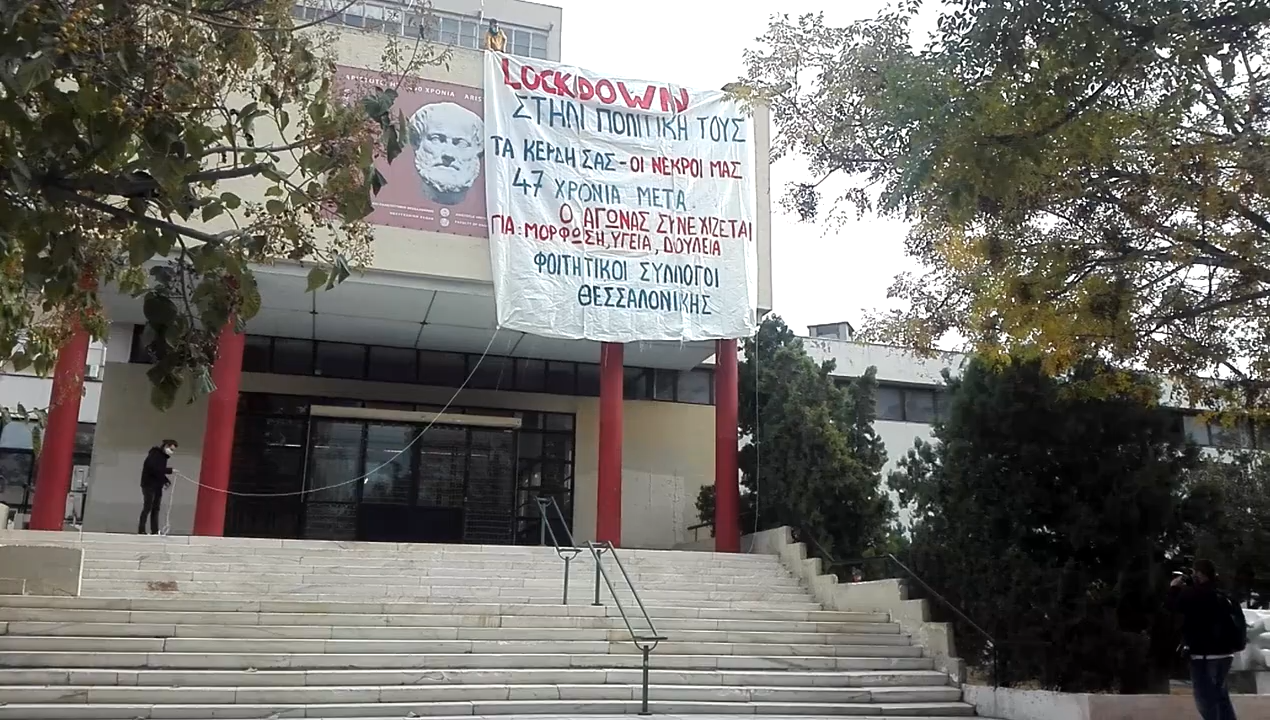 LOCKDOWN
ΣΤΗΝ ΠΟΛΙΤΙΚΗ ΤΟΥΣ
ΤΑ ΚΕΡΔΗ ΣΑΣ - ΟΙ ΝΕΚΡΟΙ ΜΑΣ
47 ΧΡΟΝΙΑ ΜΕΤΑ
Ο ΑΓΩΝΑΣ ΣΥΝΕΧΙΖΕΤΑΙ
ΓΙΑ: ΜΟΡΦΩΣΗ, ΥΓΕΙΑ, ΔΟΥΛΕΙΑ
ΦΟΙΤΗΤΙΚΟΙ ΣΥΛΛΟΓΟΙ
ΘΕΣΣΑΛΟΝΙΚΗΣ
ΧΡΟΝΙΑ